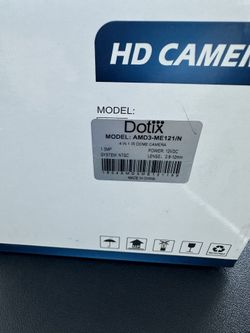 HD CAMER
MODEL:
Dotix
MODEL: AMD3-ME121/N
4 IN 1 IR DOME CAMERA
1.3MP POWER: 12VDC
SYSTEM: NTSC LENSE: 2.8-12mm
MADE IN CHINA